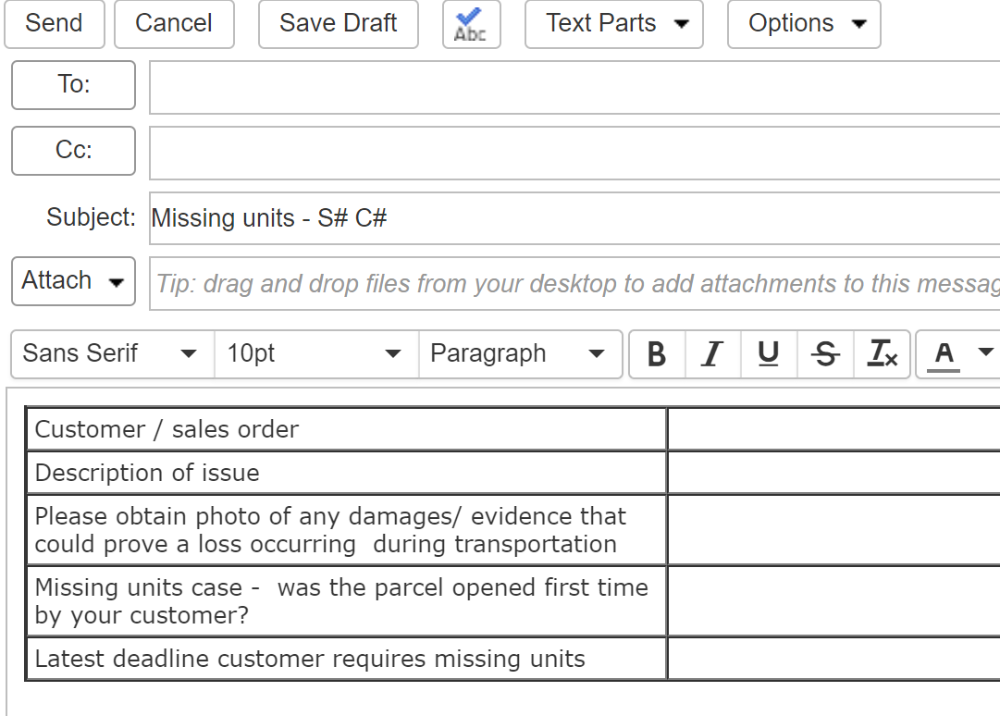 Send Cancel Save Draft Abc Text Parts Options
To:
Cc:
Subject: Missing units - S# C#
Attach Tip: drag and drop files from your desktop to add attachments to this messag
Sans Serif 10pt Paragraph B I U S Tx A
Customer / sales order
Description of issue
Please obtain photo of any damages/ evidence that
could prove a loss occurring  during transportation
Missing units case -  was the parcel opened first time
by your customer?
Latest deadline customer requires missing units